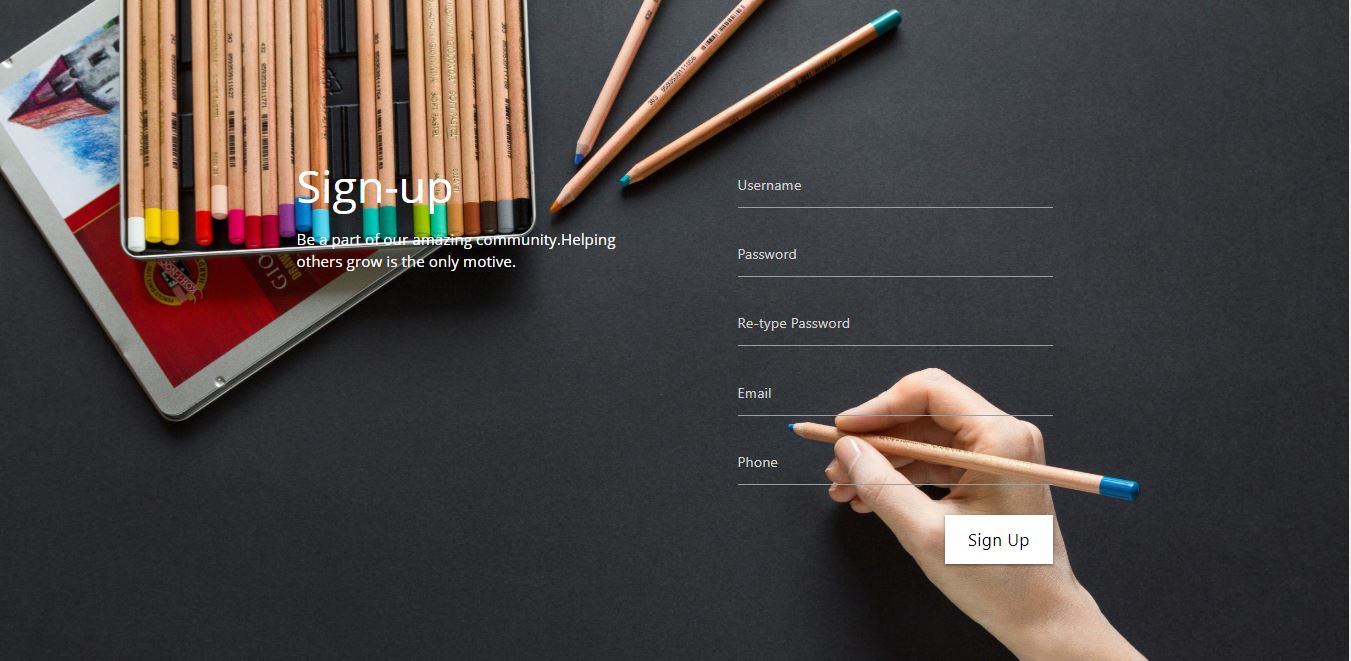 Sign-up
Be a part of our amazing community.Helping
others grow is the only motive.
Username
Password
Re-type Password
Email
Phone
Sign Up